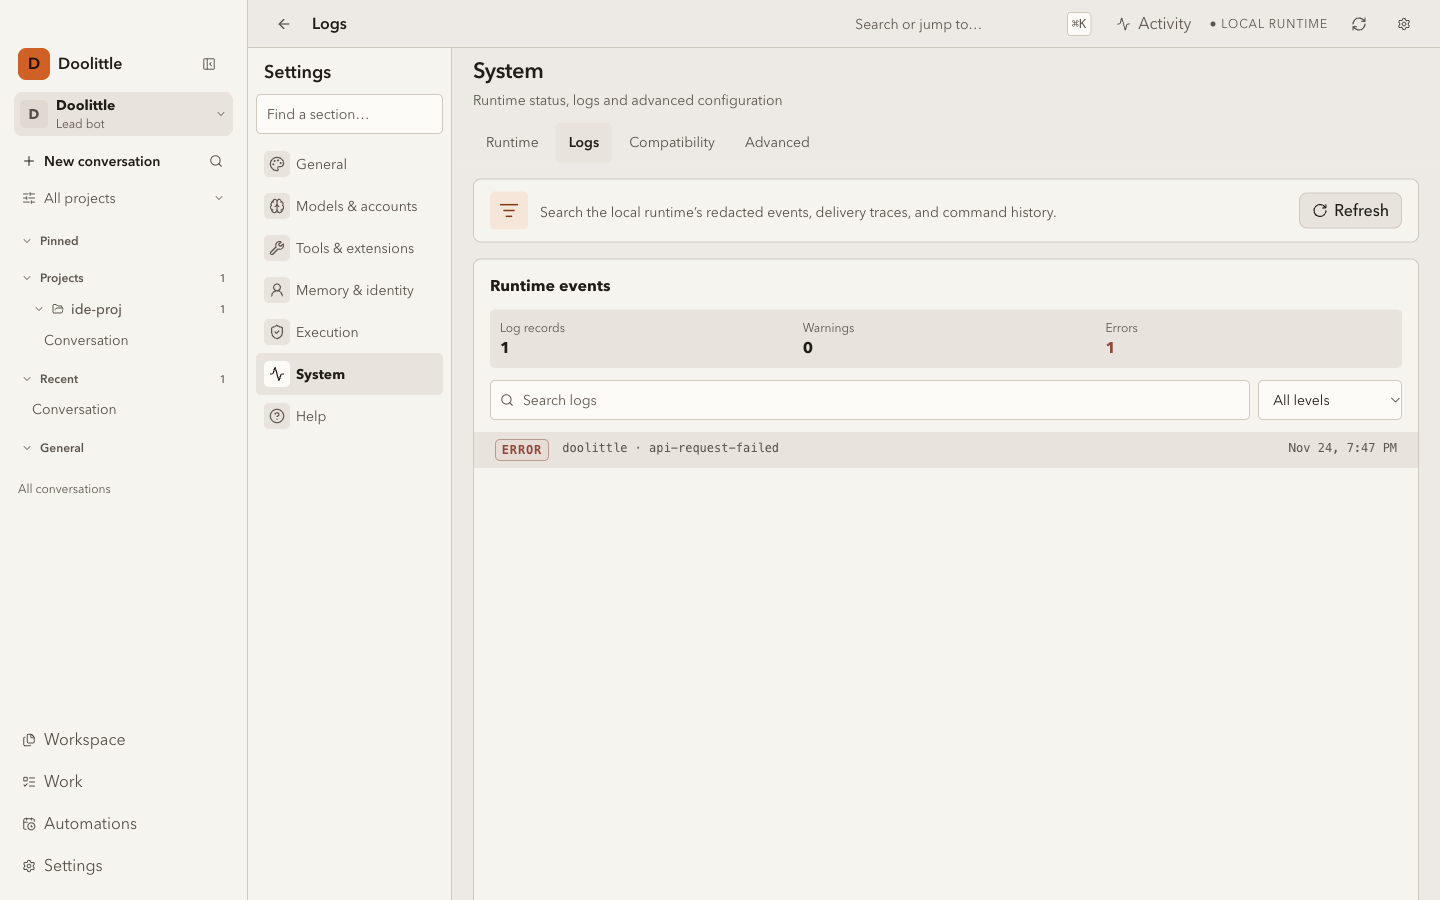 Logs
Search or jump to…
⌘K
Activity
LOCAL RUNTIME
D
Doolittle
D
Doolittle
Lead bot
New conversation
All projects
Pinned
Projects
1
ide-proj
1
Conversation
Recent
1
Conversation
General
All conversations
Workspace
Work
Automations
Settings
Settings
Find a section…
General
Models & accounts
Tools & extensions
Memory & identity
Execution
System
Help
System
Runtime status, logs and advanced configuration
Runtime
Logs
Compatibility
Advanced
Search the local runtime’s redacted events, delivery traces, and command history.
Refresh
Runtime events
Log records
1
Warnings
0
Errors
1
Search logs
All levels
ERROR
doolittle · api-request-failed
Nov 24, 7:47 PM